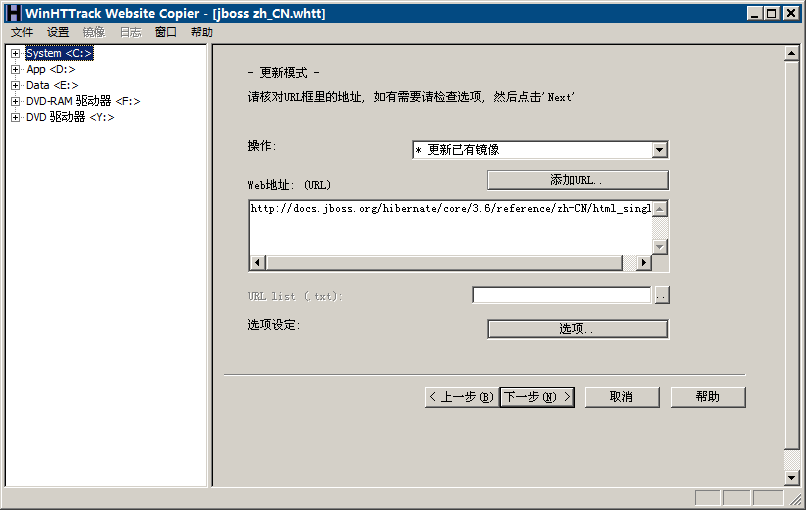 WinHTTrack Website Copier - [jboss zh_CN.whtt]
文件 设置 镜像 日志 窗口 帮助
System <C:>
App <D:>
Data <E:>
DVD-RAM 驱动器 <F:>
DVD 驱动器 <Y:>
- 更新模式 -
请核对URL框里的地址, 如有需要请检查选项, 然后点击'Next'
操作:
* 更新已有镜像
Web地址: (URL)
添加URL..
http://docs.jboss.org/hibernate/core/3.6/reference/zh-CN/html_singl
URL list (.txt):
..
选项设定:
选项..
< 上一步(B) 下一步(N) > 取消 帮助